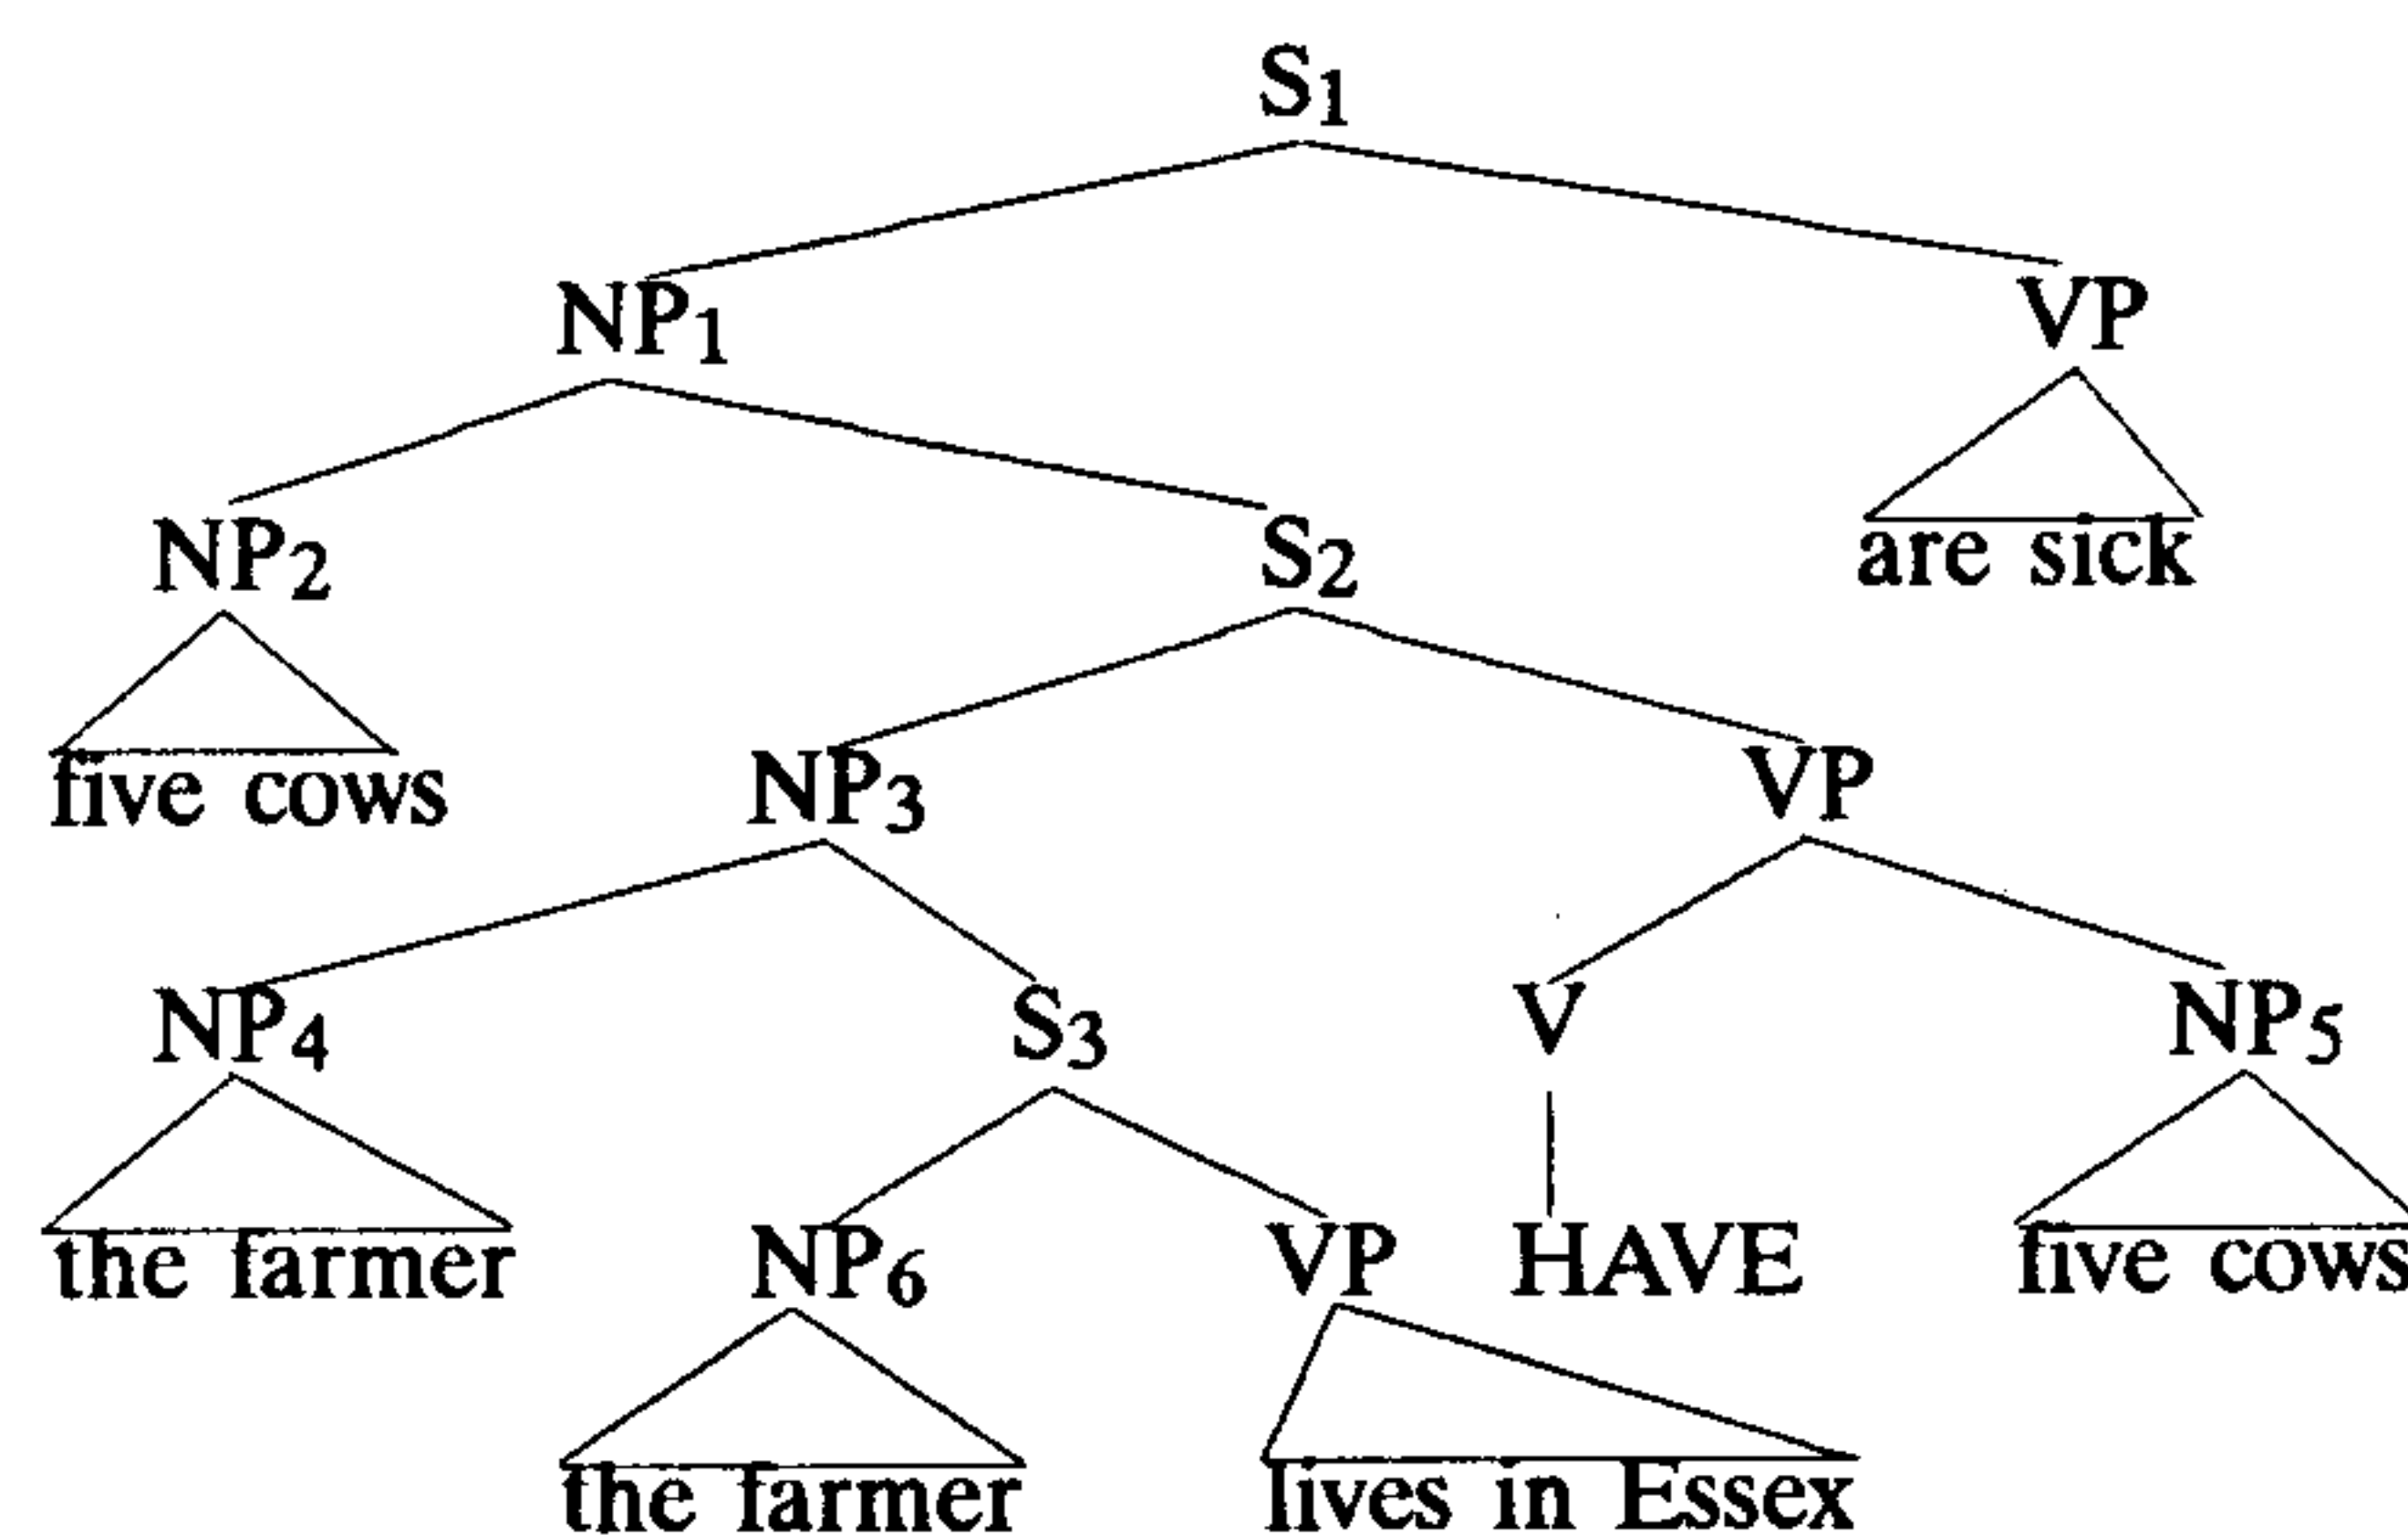 S1
NP1 VP
NP2 S2 are sick
five cows NP3 VP
NP4 S3 V NP5
the farmer NP6 VP HAVE five cows
the farmer lives in Essex